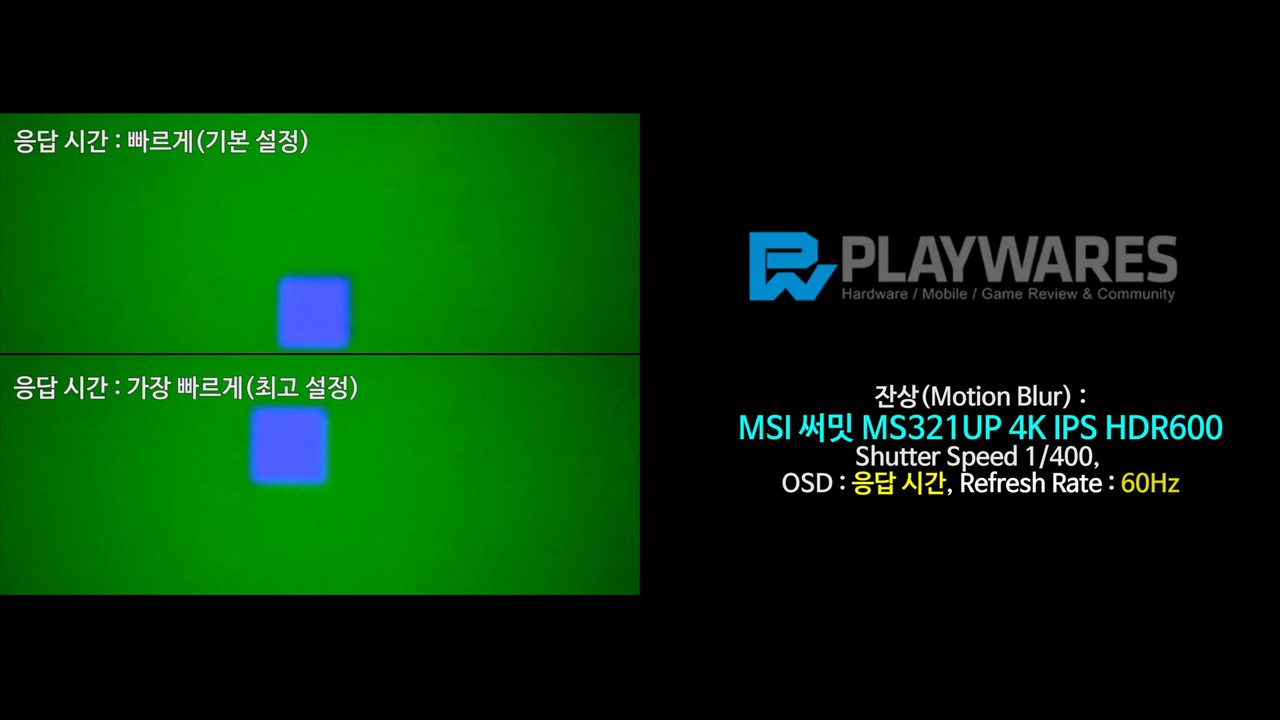 응답 시간 : 빠르게(기본 설정)
응답 시간 : 가장 빠르게(최고 설정)
PLAYWARES
Hardware / Mobile / Game Review & Community
잔상(Motion Blur) :
MSI 써밋 MS321UP 4K IPS HDR600
Shutter Speed 1/400,
OSD : 응답 시간, Refresh Rate : 60Hz